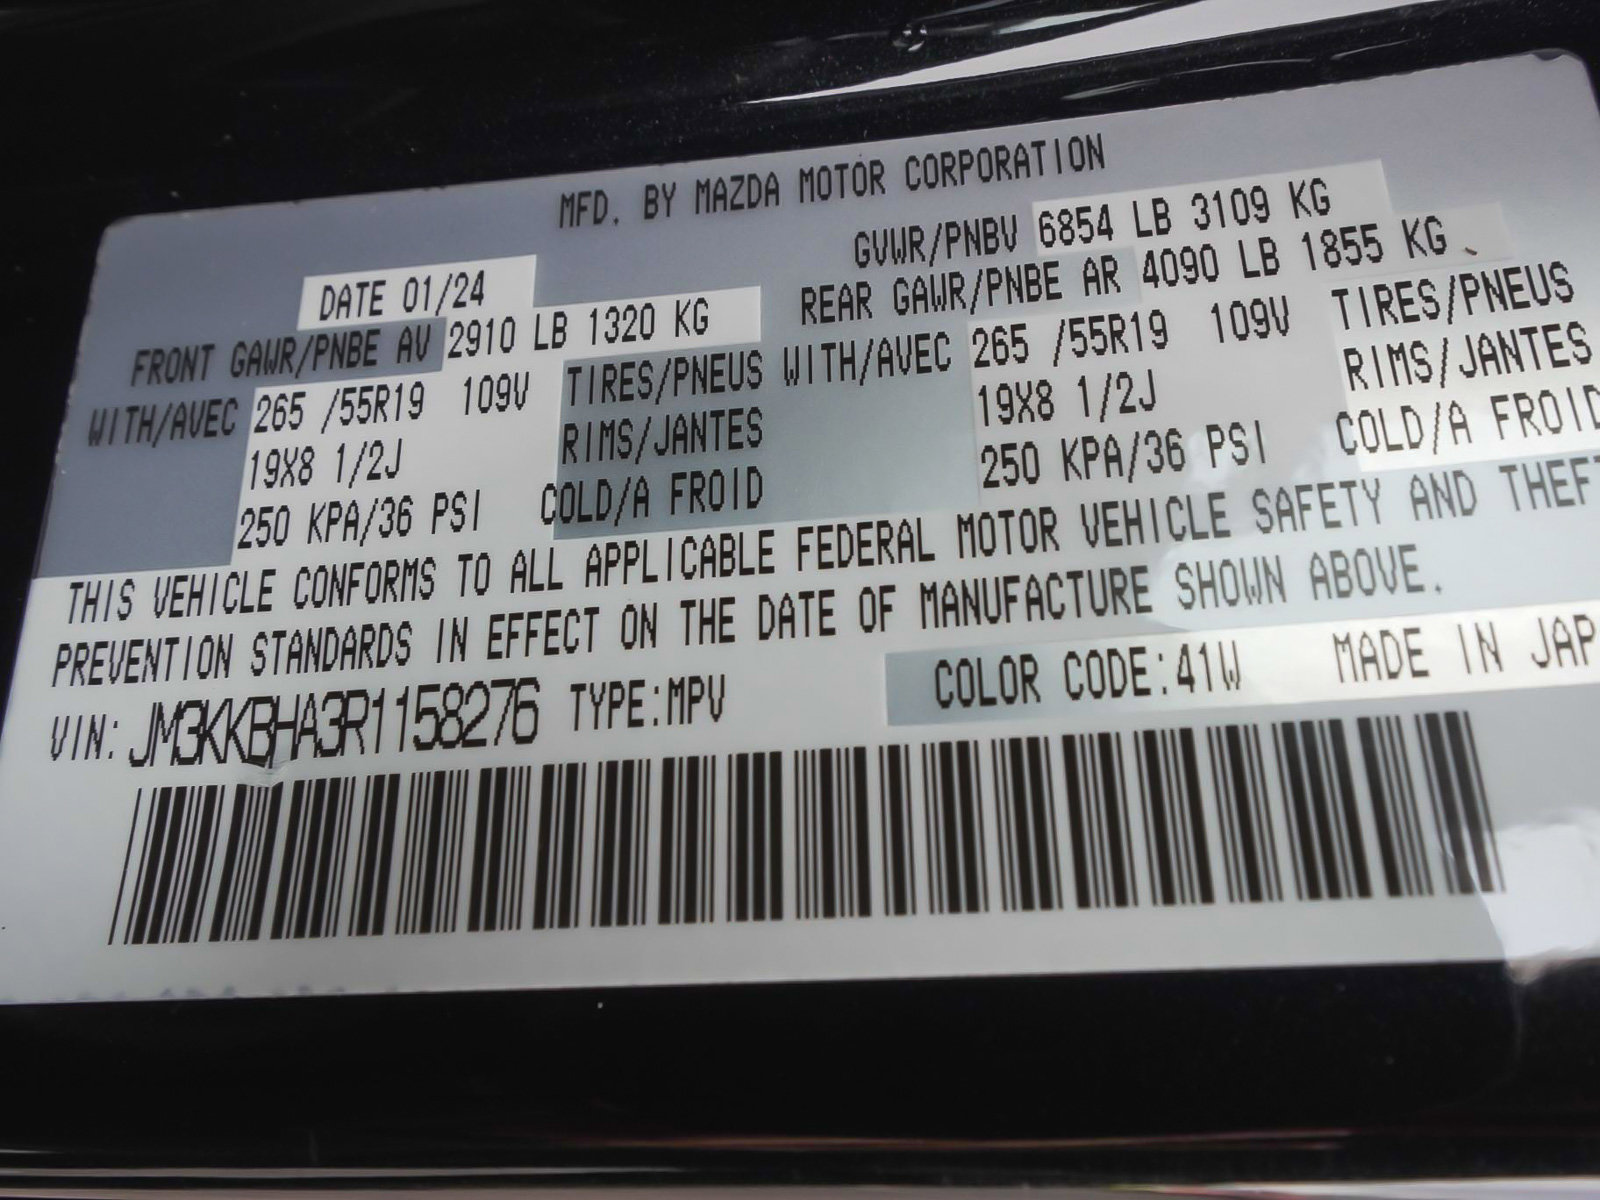 MFD. BY MAZDA MOTOR CORPORATION
DATE 01/24 GVWR/PNBV 6854 LB 3109 KG
FRONT GAWR/PNBE AV 2910 LB 1320 KG REAR GAWR/PNBE AR 4090 LB 1855 KG
WITH/AVEC 265 /55R19 109V TIRES/PNEUS WITH/AVEC 265 /55R19 109V TIRES/PNEUS
19X8 1/2J RIMS/JANTES 19X8 1/2J RIMS/JANTES
250 KPA/36 PSI COLD/A FROID 250 KPA/36 PSI COLD/A FROID
THIS VEHICLE CONFORMS TO ALL APPLICABLE FEDERAL MOTOR VEHICLE SAFETY AND THEFT
PREVENTION STANDARDS IN EFFECT ON THE DATE OF MANUFACTURE SHOWN ABOVE.
VIN: JM3KKBHA3R1158276 TYPE:MPV COLOR CODE:41W MADE IN JAP